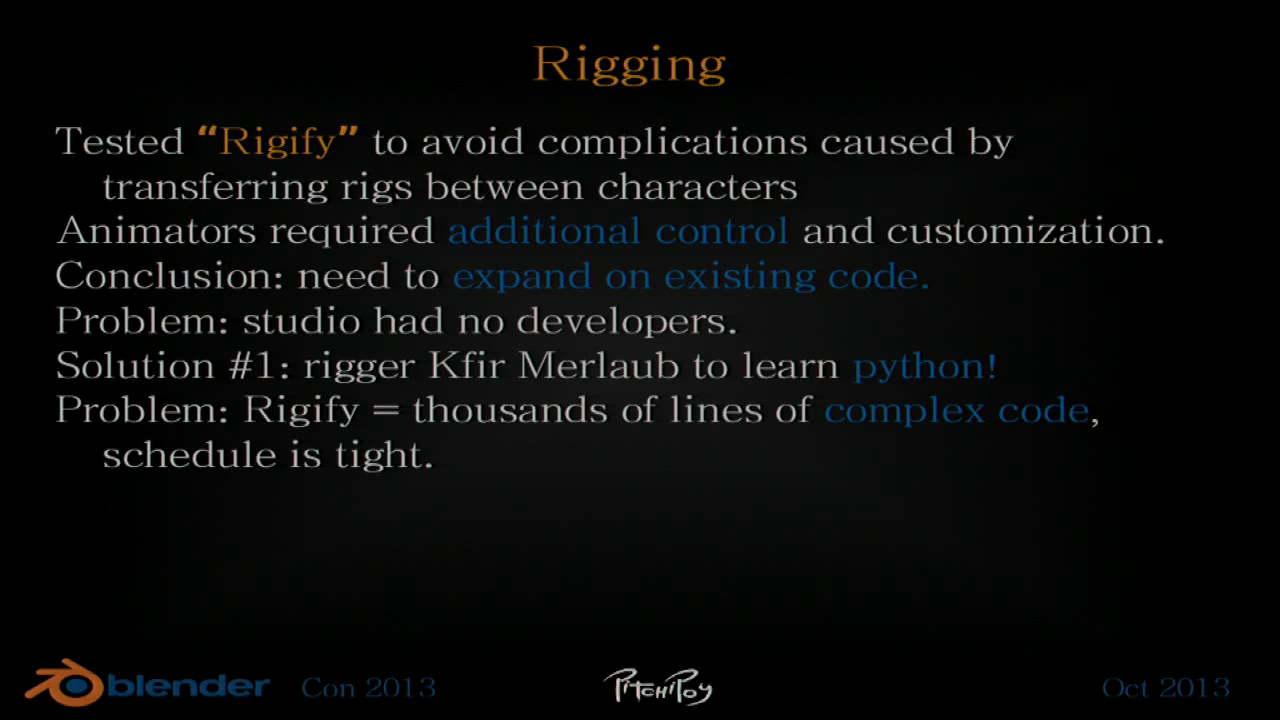 Rigging
Tested “Rigify” to avoid complications caused by
transferring rigs between characters
Animators required additional control and customization.
Conclusion: need to expand on existing code.
Problem: studio had no developers.
Solution #1: rigger Kfir Merlaub to learn python!
Problem: Rigify = thousands of lines of complex code,
schedule is tight.
blender Con 2013 PitchiPoy Oct 2013